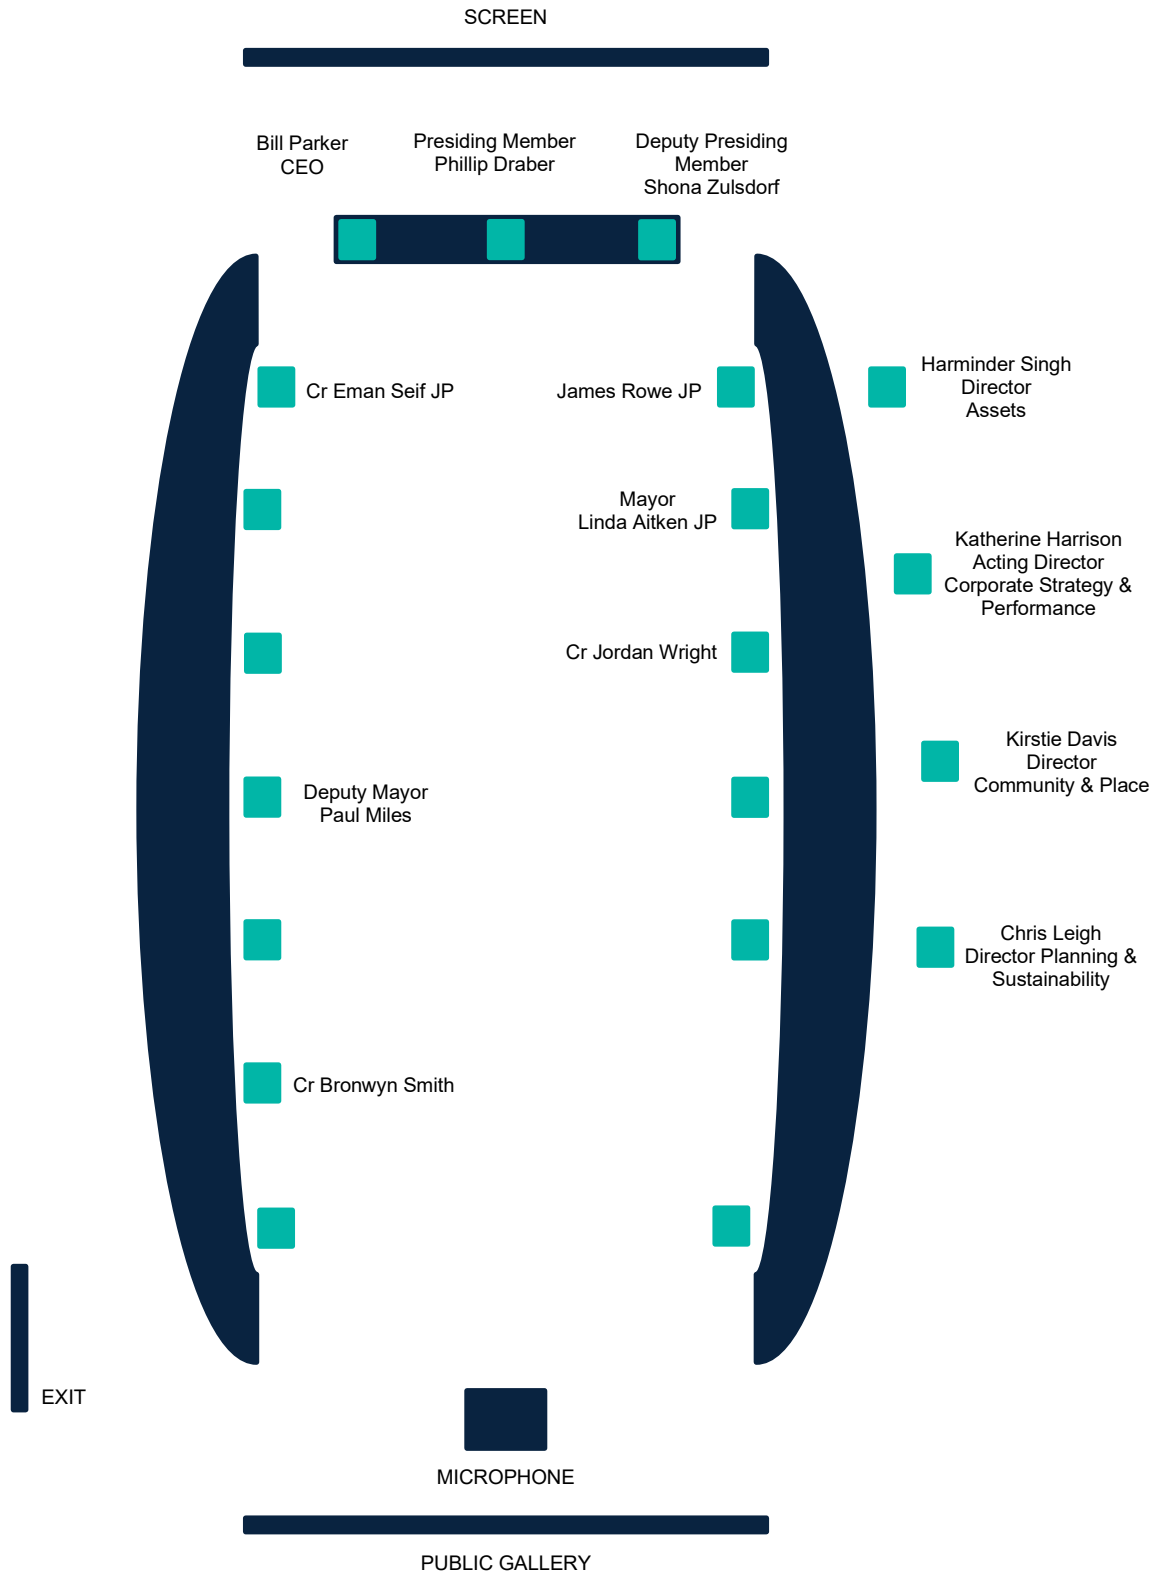 SCREEN
Bill Parker
CEO
Presiding Member
Phillip Draber
Deputy Presiding
Member
Shona Zulsdorf
Cr Eman Seif JP
James Rowe JP
Harminder Singh
Director
Assets
Mayor
Linda Aitken JP
Katherine Harrison
Acting Director
Corporate Strategy &
Performance
Cr Jordan Wright
Kirstie Davis
Director
Community & Place
Deputy Mayor
Paul Miles
Chris Leigh
Director Planning &
Sustainability
Cr Bronwyn Smith
EXIT
MICROPHONE
PUBLIC GALLERY